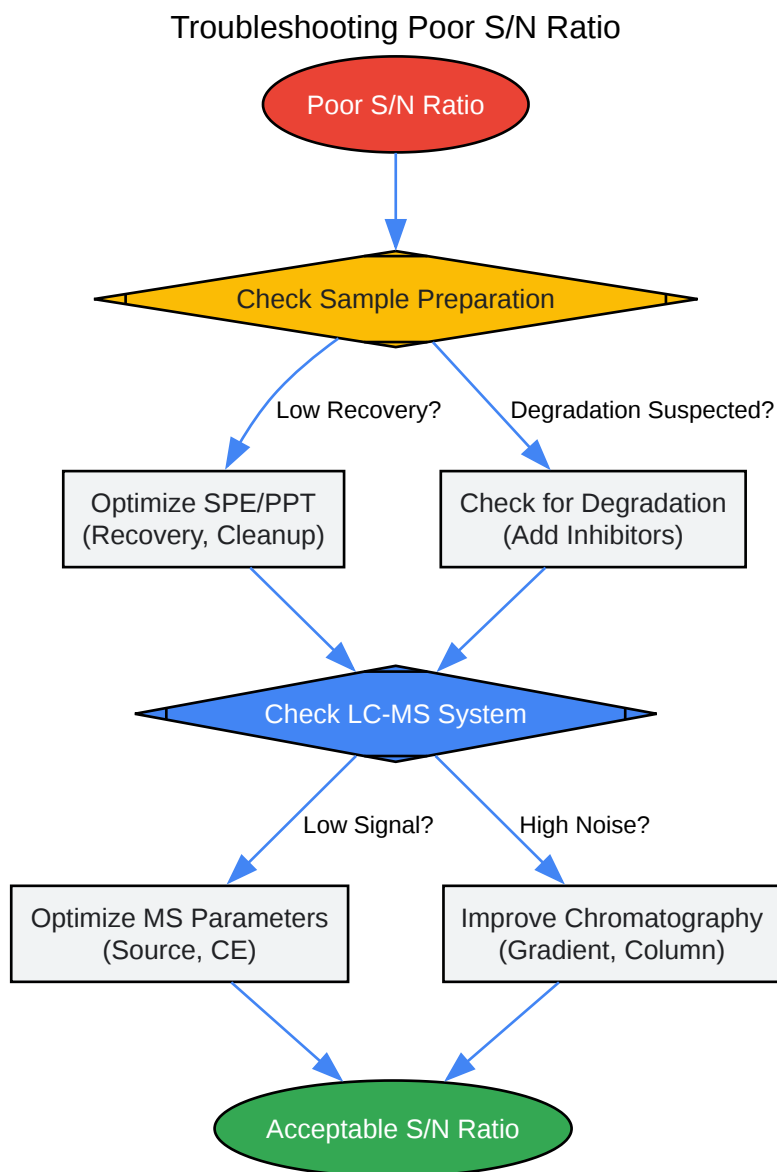 Troubleshooting Poor S/N Ratio
Poor S/N Ratio
Check Sample Preparation
Low Recovery?
Degradation Suspected?
Optimize SPE/PPT
(Recovery, Cleanup)
Check for Degradation
(Add Inhibitors)
Check LC-MS System
Low Signal?
High Noise?
Optimize MS Parameters
(Source, CE)
Improve Chromatography
(Gradient, Column)
Acceptable S/N Ratio